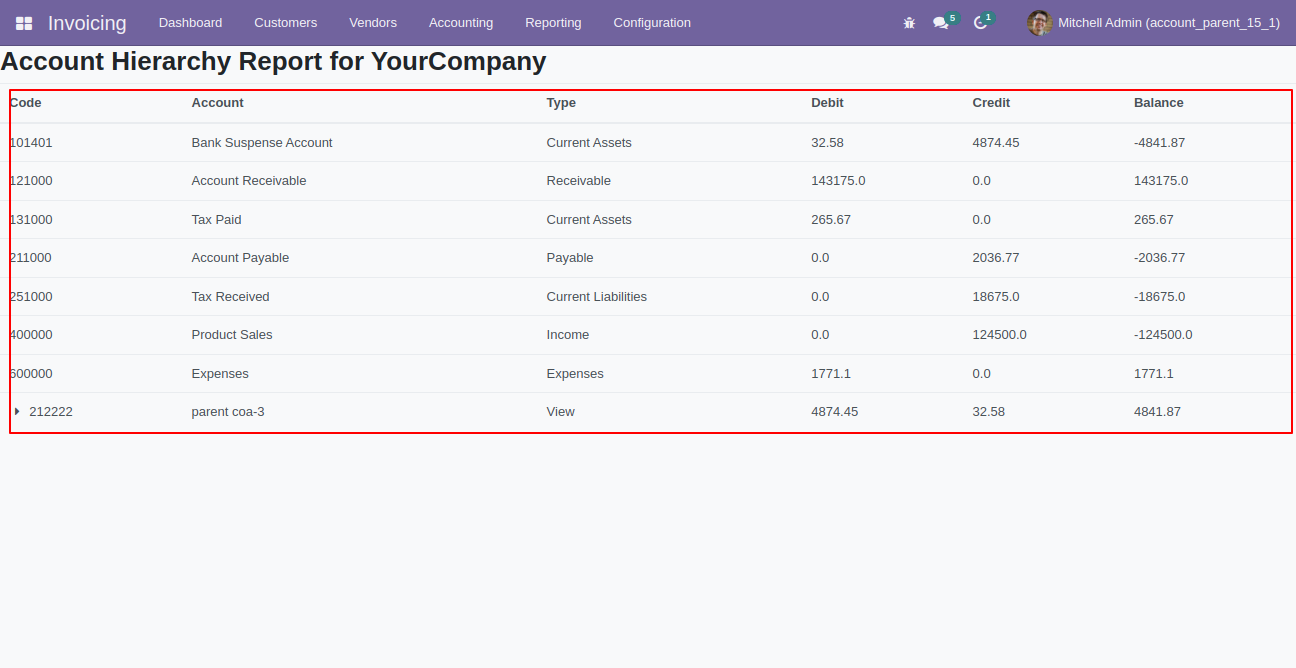 Invoicing Dashboard Customers Vendors Accounting Reporting Configuration 5 1 Mitchell Admin (account_parent_15_1)
Account Hierarchy Report for YourCompany
Code Account Type Debit Credit Balance
101401 Bank Suspense Account Current Assets 32.58 4874.45 -4841.87
121000 Account Receivable Receivable 143175.0 0.0 143175.0
131000 Tax Paid Current Assets 265.67 0.0 265.67
211000 Account Payable Payable 0.0 2036.77 -2036.77
251000 Tax Received Current Liabilities 0.0 18675.0 -18675.0
400000 Product Sales Income 0.0 124500.0 -124500.0
600000 Expenses Expenses 1771.1 0.0 1771.1
212222 parent coa-3 View 4874.45 32.58 4841.87